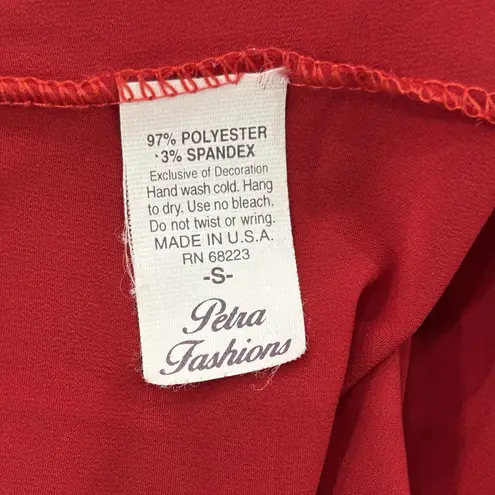 97% POLYESTER
3% SPANDEX
Exclusive of Decoration
Hand wash cold. Hang
to dry. Use no bleach.
Do not twist or wring.
MADE IN U.S.A.
RN 68223
-S-
Petra
Fashions